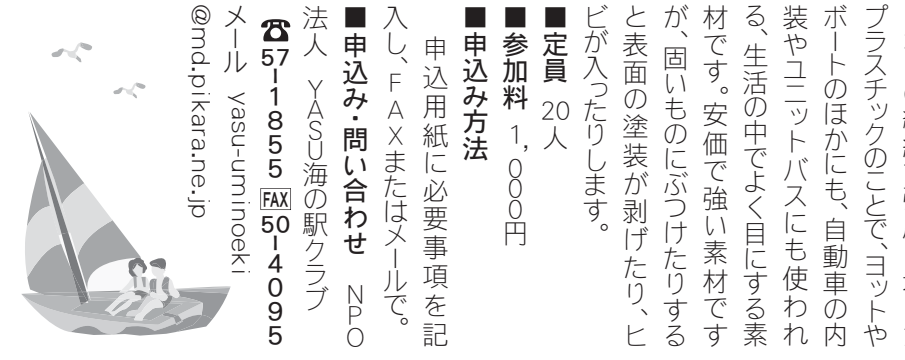 プラスチックのことで、ヨットや
ボートのほかにも、自動車の内
装やユニットバスにも使われ
る、生活の中でよく目にする素
材です。安価で強い素材です
が、固いものにぶつけたりする
と表面の塗装が剥げたり、ヒ
ビが入ったりします。
■定員 20人
■参加料 1,000円
■申込み方法
申込用紙に必要事項を記
入し、FAXまたはメールで。
■申込み・問い合わせ NPO
法人 YASU海の駅クラブ
☎57-1855 FAX50-4095
メール yasu-uminoeki
@md.pikara.ne.jp